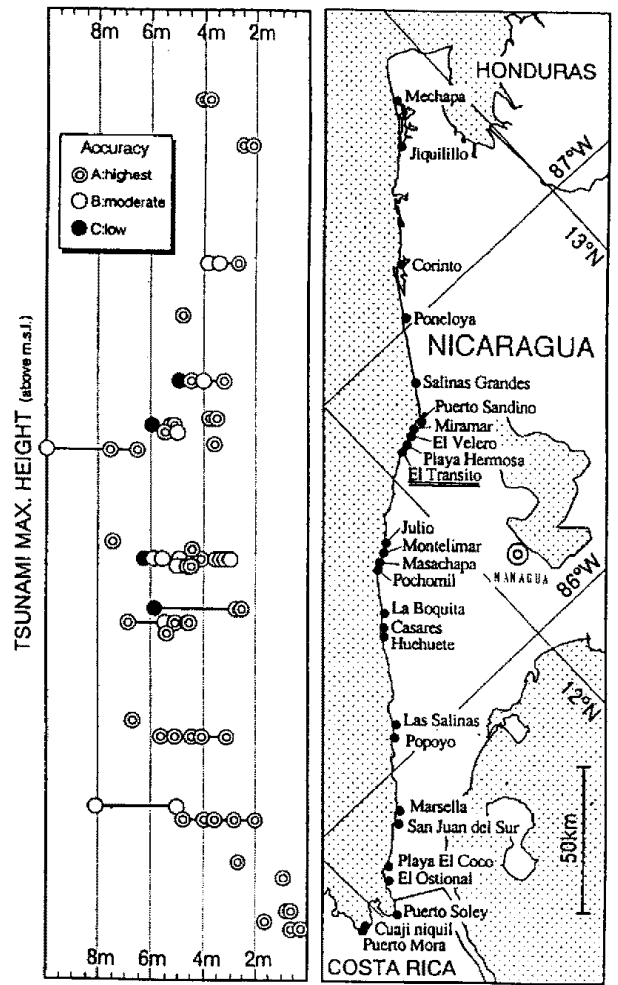 8m 6m 4m 2m
Accuracy
A:highest
B:moderate
C:low
TSUNAMI MAX. HEIGHT (above m.s.l.)
8m 6m 4m 2m
HONDURAS
Mechapa
87°W
Jiquilillo
13°N
Corinto
Poneloya
NICARAGUA
Salinas Grandes
Puerto Sandino
Miramar
El Velero
Playa Hermosa
El Transito
Julio
Montelimar
Masachapa
MANAGUA
86°W
Pochomil
La Boquita
Casares
Huehuete
12°N
Las Salinas
Popoyo
Marsella
San Juan del Sur
50km
Playa El Coco
El Ostional
Puerto Soley
Cuaji niquil
Puerto Mora
COSTA RICA